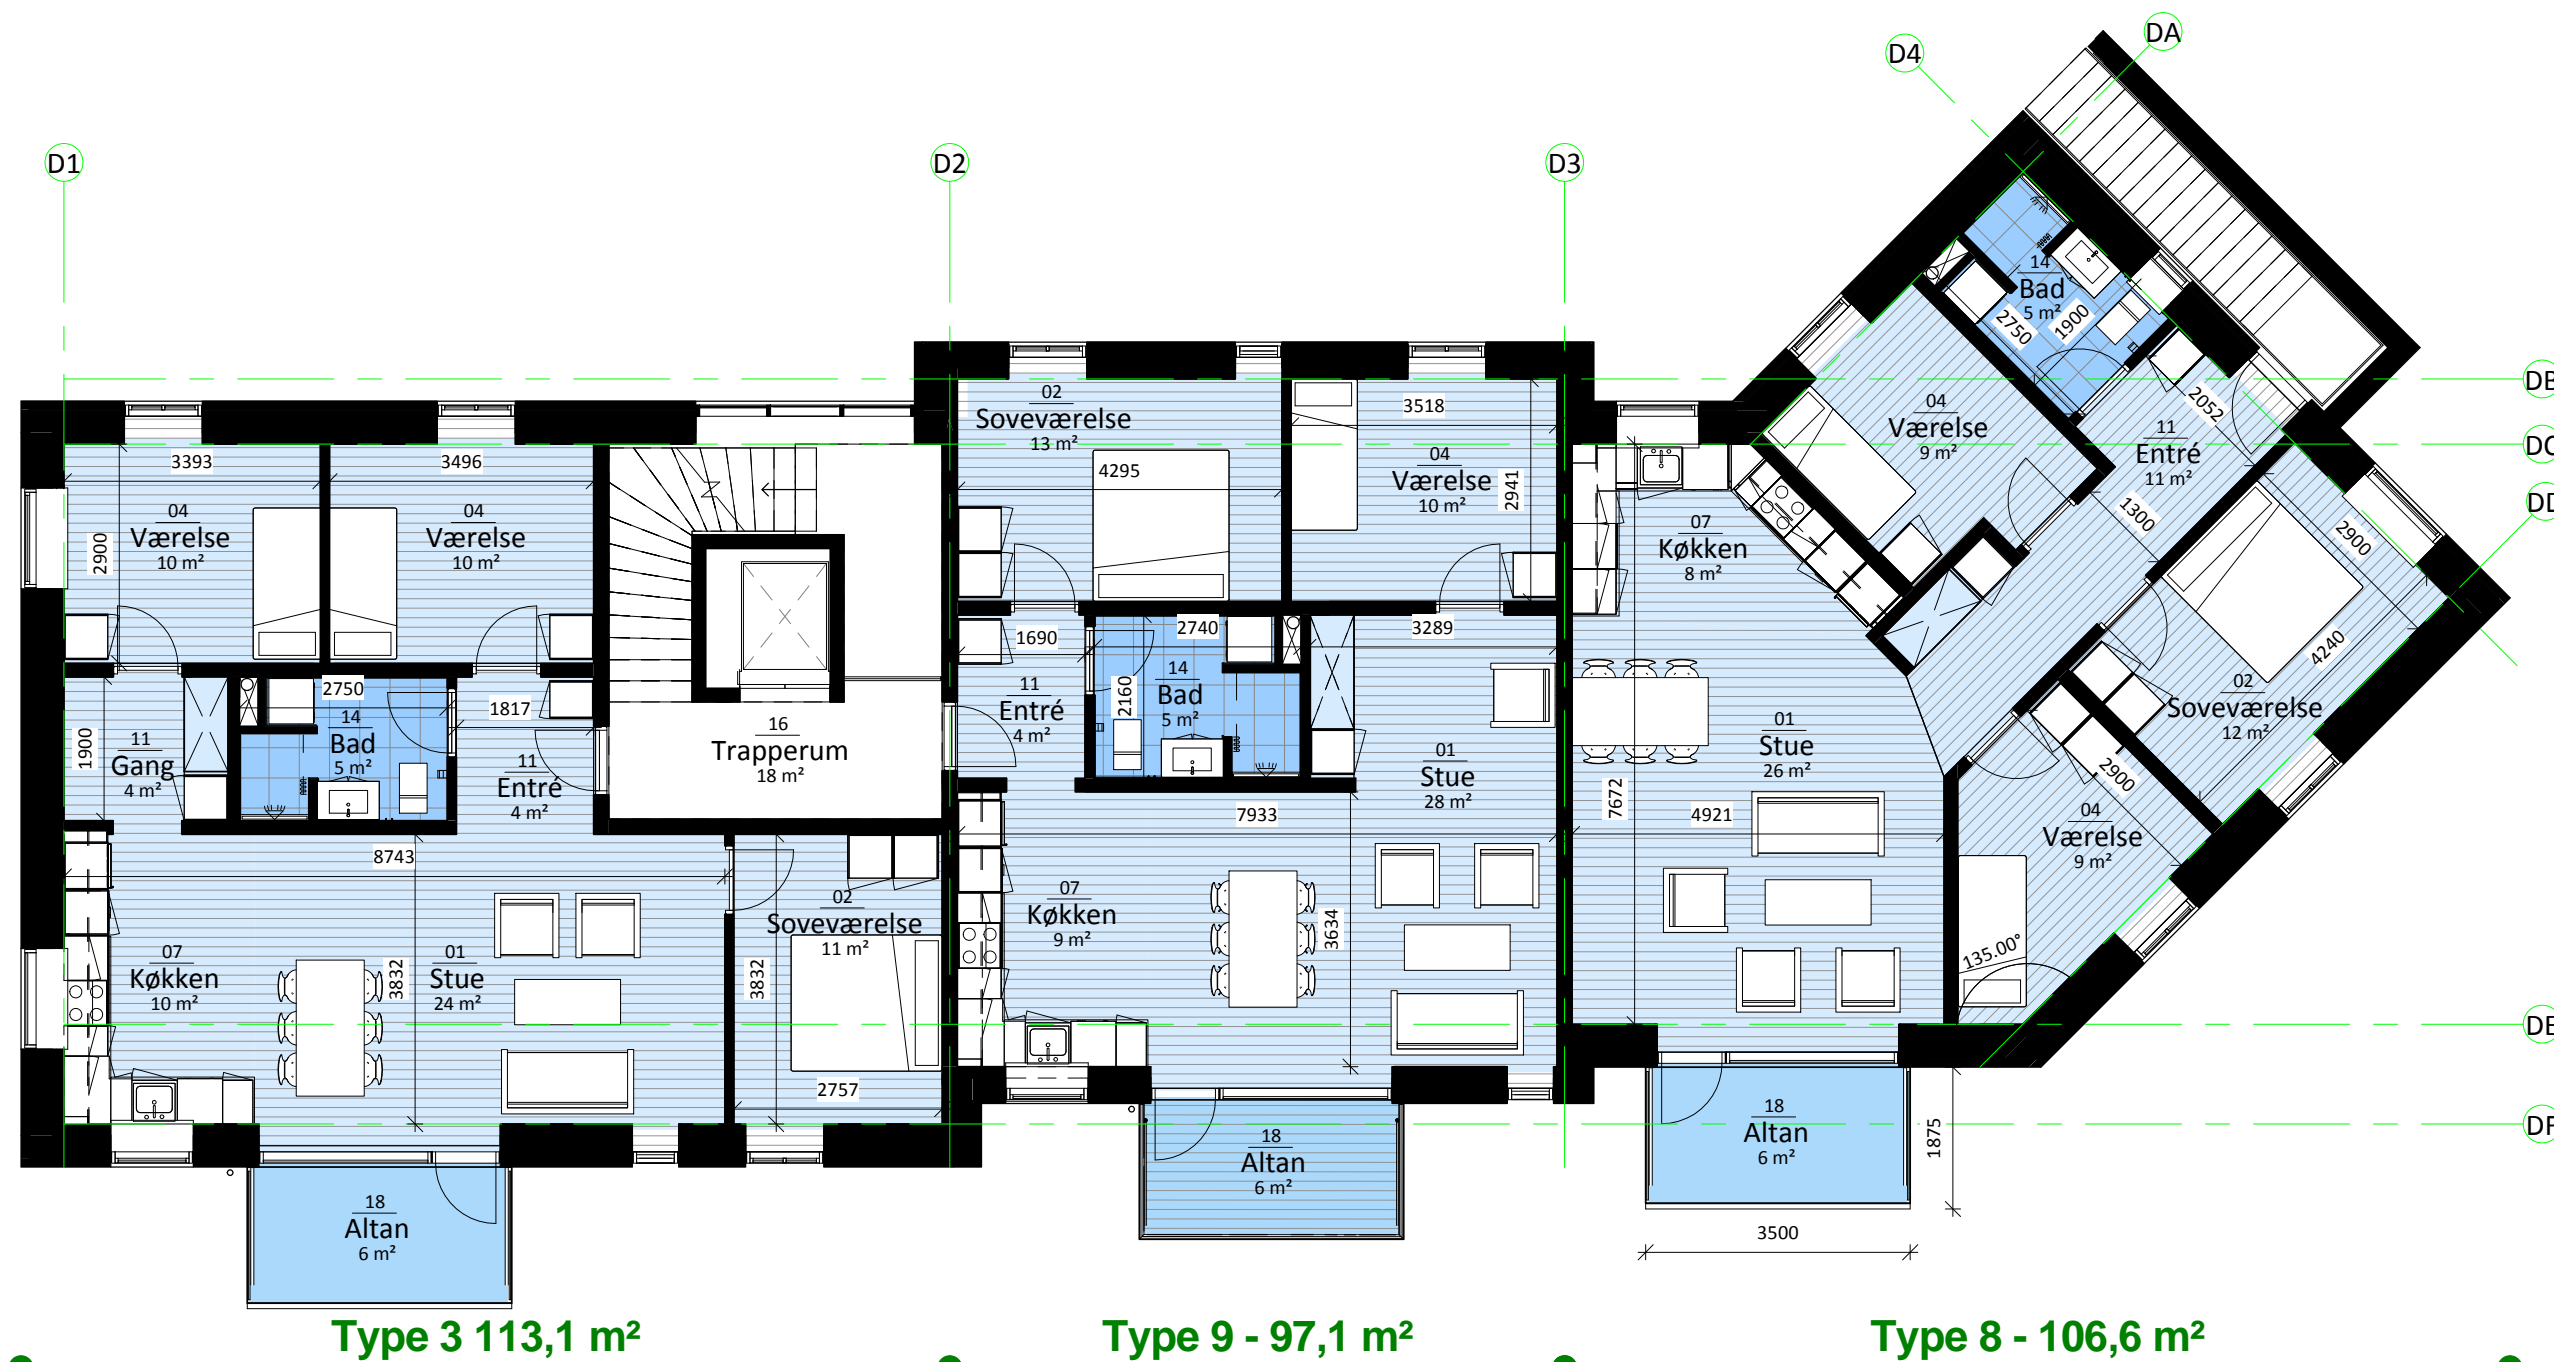 DA
D4
D1
D2
D3
DB
DC
DD
DE
DF
3393
04
Værelse
10 m²
2900
3496
04
Værelse
10 m²
1900
11
Gang
4 m²
2750
14
Bad
5 m²
1817
11
Entré
4 m²
16
Trapperum
18 m²
8743
07
Køkken
10 m²
3832
01
Stue
24 m²
02
Soveværelse
11 m²
3832
2757
18
Altan
6 m²
02
Soveværelse
13 m²
4295
3518
04
Værelse
10 m²
2941
1690
11
Entré
4 m²
2740
14
Bad
5 m²
2160
3289
01
Stue
28 m²
7933
07
Køkken
9 m²
3634
18
Altan
6 m²
14
Bad
5 m²
2750
1900
2052
04
Værelse
9 m²
11
Entré
11 m²
1300
2900
4240
07
Køkken
8 m²
02
Soveværelse
12 m²
01
Stue
26 m²
7672
4921
2900
04
Værelse
9 m²
135.00°
18
Altan
6 m²
1875
3500
Type 3 113,1 m²
Type 9 - 97,1 m²
Type 8 - 106,6 m²